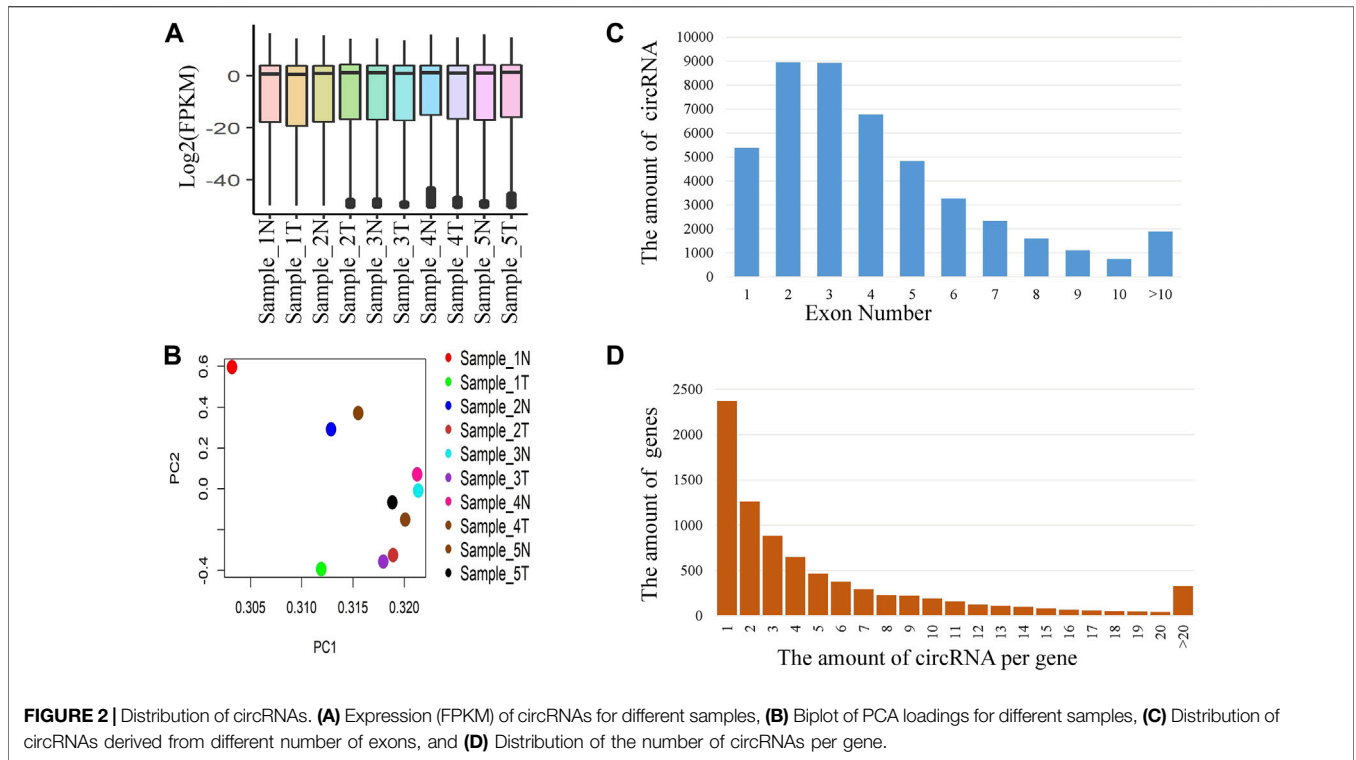 A
Log2(FPKM)
0
-20
-40
Sample_1N
Sample_1T
Sample_2N
Sample_2T
Sample_3N
Sample_3T
Sample_4N
Sample_4T
Sample_5N
Sample_5T
B
PC2
0.6
0.4
0.2
0.0
-0.4
0.305
0.310
0.315
0.320
PC1
Sample_1N
Sample_1T
Sample_2N
Sample_2T
Sample_3N
Sample_3T
Sample_4N
Sample_4T
Sample_5N
Sample_5T
C
The amount of circRNA
10000
9000
8000
7000
6000
5000
4000
3000
2000
1000
0
1 2 3 4 5 6 7 8 9 10 >10
Exon Number
D
The amount of genes
2500
2000
1500
1000
500
0
1 2 3 4 5 6 7 8 9 10 11 12 13 14 15 16 17 18 19 20 >20
The amount of circRNA per gene
FIGURE 2 | Distribution of circRNAs. (A) Expression (FPKM) of circRNAs for different samples, (B) Biplot of PCA loadings for different samples, (C) Distribution of
circRNAs derived from different number of exons, and (D) Distribution of the number of circRNAs per gene.